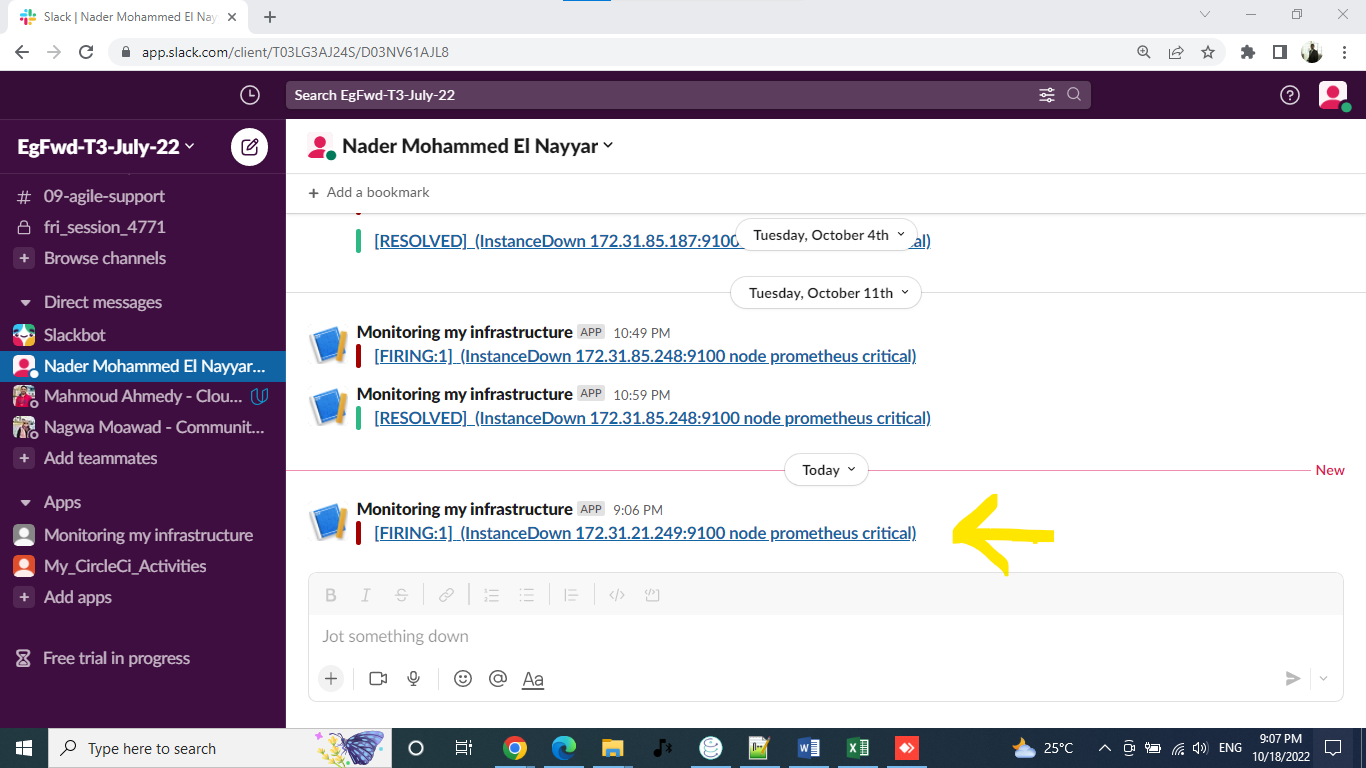 Slack | Nader Mohammed El Nay
app.slack.com/client/T03LG3AJ24S/D03NV61AJL8
Search EgFwd-T3-July-22
EgFwd-T3-July-22
# 09-agile-support
fri_session_4771
Browse channels
Direct messages
Slackbot
Nader Mohammed El Nayyar...
Mahmoud Ahmedy - Clou...
Nagwa Moawad - Communit...
Add teammates
Apps
Monitoring my infrastructure
My_CircleCi_Activities
Add apps
Free trial in progress
Nader Mohammed El Nayyar
+ Add a bookmark
Tuesday, October 4th
[RESOLVED] (InstanceDown 172.31.85.187:9100 al)
Tuesday, October 11th
Monitoring my infrastructure APP 10:49 PM
[FIRING:1] (InstanceDown 172.31.85.248:9100 node prometheus critical)
Monitoring my infrastructure APP 10:59 PM
[RESOLVED] (InstanceDown 172.31.85.248:9100 node prometheus critical)
Today
New
Monitoring my infrastructure APP 9:06 PM
[FIRING:1] (InstanceDown 172.31.21.249:9100 node prometheus critical)
B I S
Jot something down
Aa
Type here to search
25°C
ENG
9:07 PM
10/18/2022